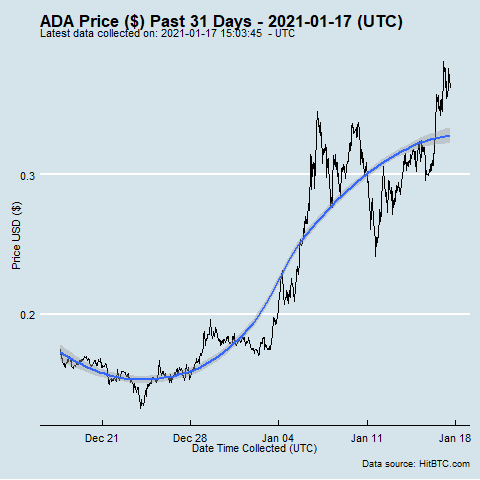 ADA Price ($) Past 31 Days - 2021-01-17 (UTC)
Latest data collected on: 2021-01-17 15:03:45 - UTC
Price USD ($)
0.3
0.2
Dec 21 Dec 28 Jan 04 Jan 11 Jan 18
Date Time Collected (UTC)
Data source: HitBTC.com